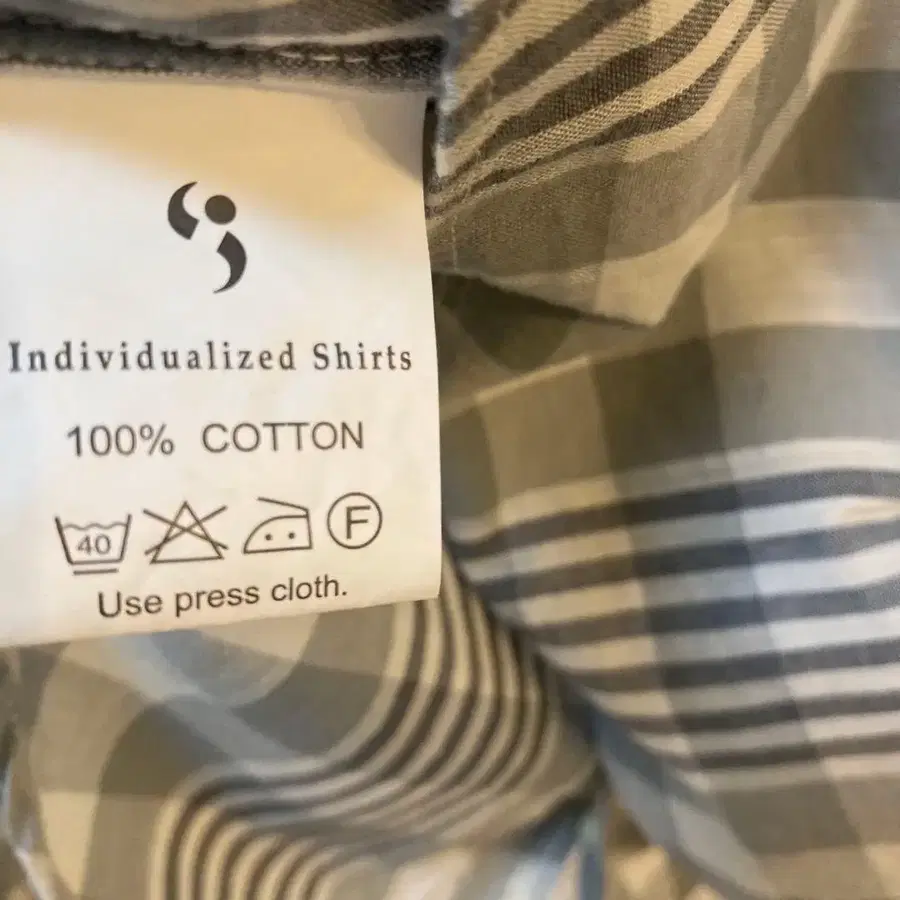 Individualized Shirts
100% COTTON
40 F
Use press cloth.